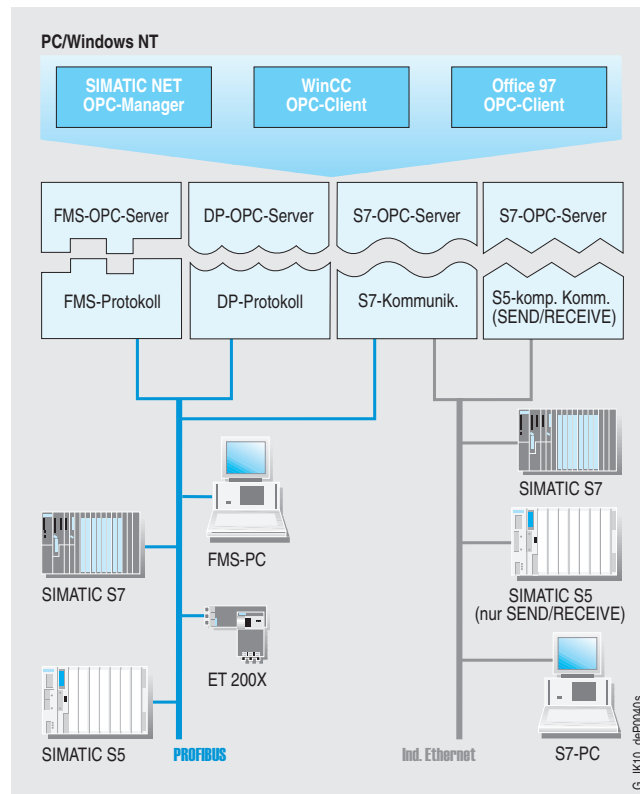 PC/Windows NT
SIMATIC NET
OPC-Manager
WinCC
OPC-Client
Office 97
OPC-Client
FMS-OPC-Server
DP-OPC-Server
S7-OPC-Server
S7-OPC-Server
FMS-Protokoll
DP-Protokoll
S7-Kommunik.
S5-komp. Komm.
(SEND/RECEIVE)
SIMATIC S7
FMS-PC
SIMATIC S7
SIMATIC S5
(nur SEND/RECEIVE)
ET 200X
SIMATIC S5
PROFIBUS
Ind. Ethernet
S7-PC
G_IK10_deP0040s